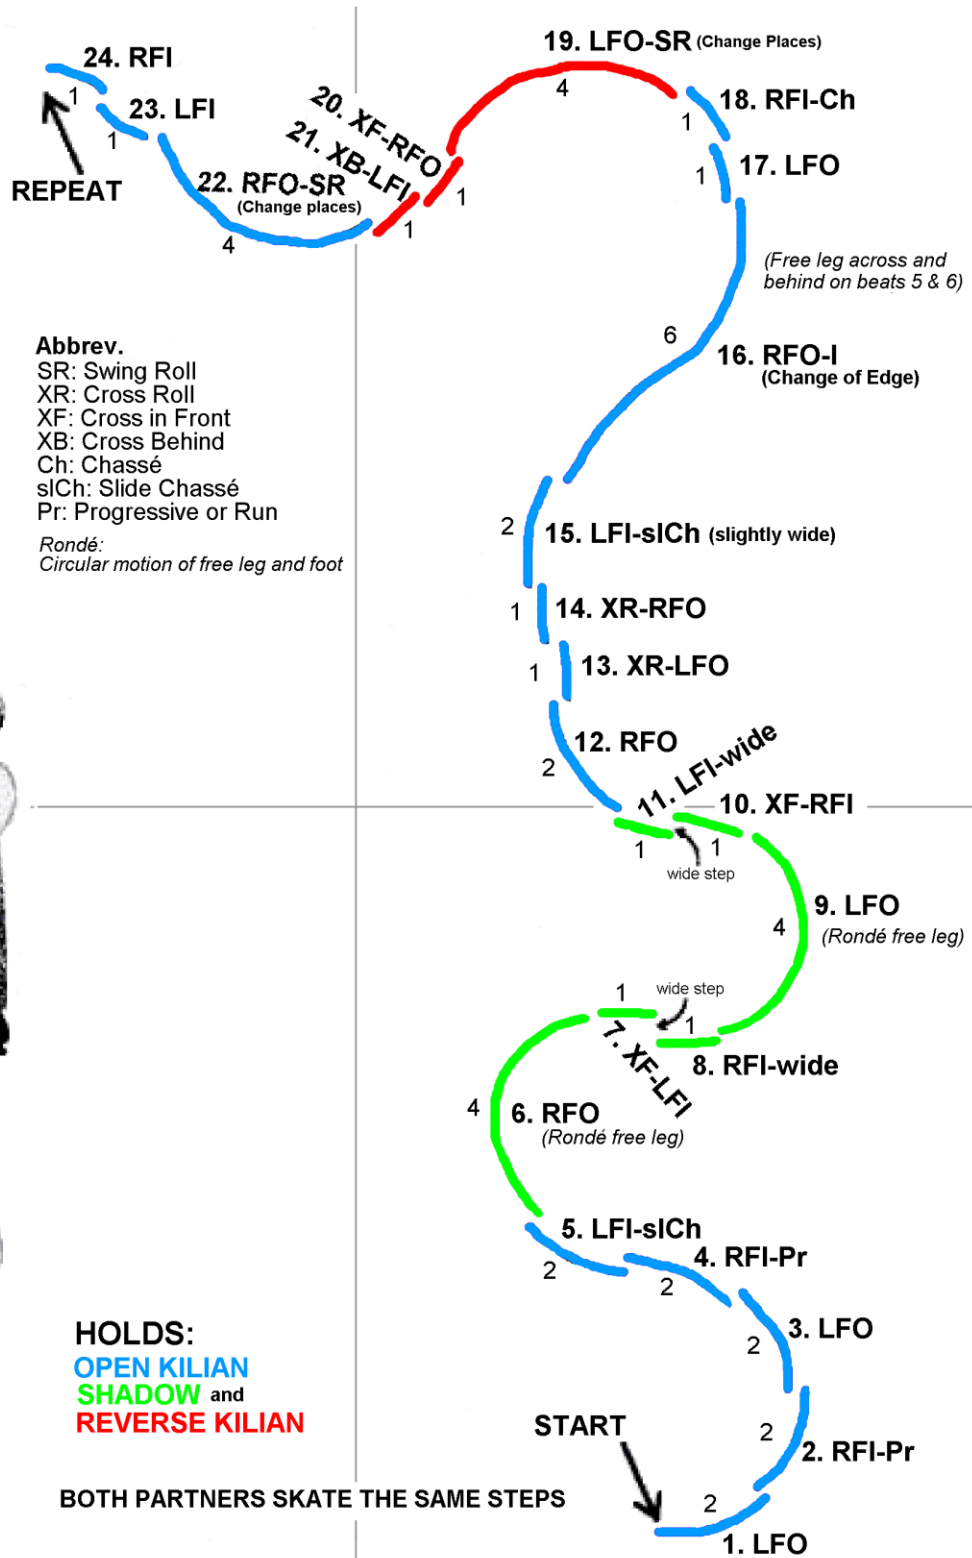 19. LFO-SR (Change Places)
4
24. RFI
1
23. LFI
1
REPEAT
20. XF-RFO
1
21. XB-LFI
1
22. RFO-SR
(Change places)
4
18. RFI-Ch
1
17. LFO
1
(Free leg across and
behind on beats 5 & 6)
6
16. RFO-I
(Change of Edge)
Abbrev.
SR: Swing Roll
XR: Cross Roll
XF: Cross in Front
XB: Cross Behind
Ch: Chassé
slCh: Slide Chassé
Pr: Progressive or Run
Rondé:
Circular motion of free leg and foot
2
15. LFI-slCh (slightly wide)
1
14. XR-RFO
1
13. XR-LFO
12. RFO
2
11. LFI-wide
1
10. XF-RFI
1
wide step
9. LFO
4
(Rondé free leg)
wide step
1
1
7. XF-LFI
8. RFI-wide
4
6. RFO
(Rondé free leg)
5. LFI-slCh
2
4. RFI-Pr
2
3. LFO
2
HOLDS:
OPEN KILIAN
SHADOW and
REVERSE KILIAN
START
2
2. RFI-Pr
BOTH PARTNERS SKATE THE SAME STEPS
2
1. LFO